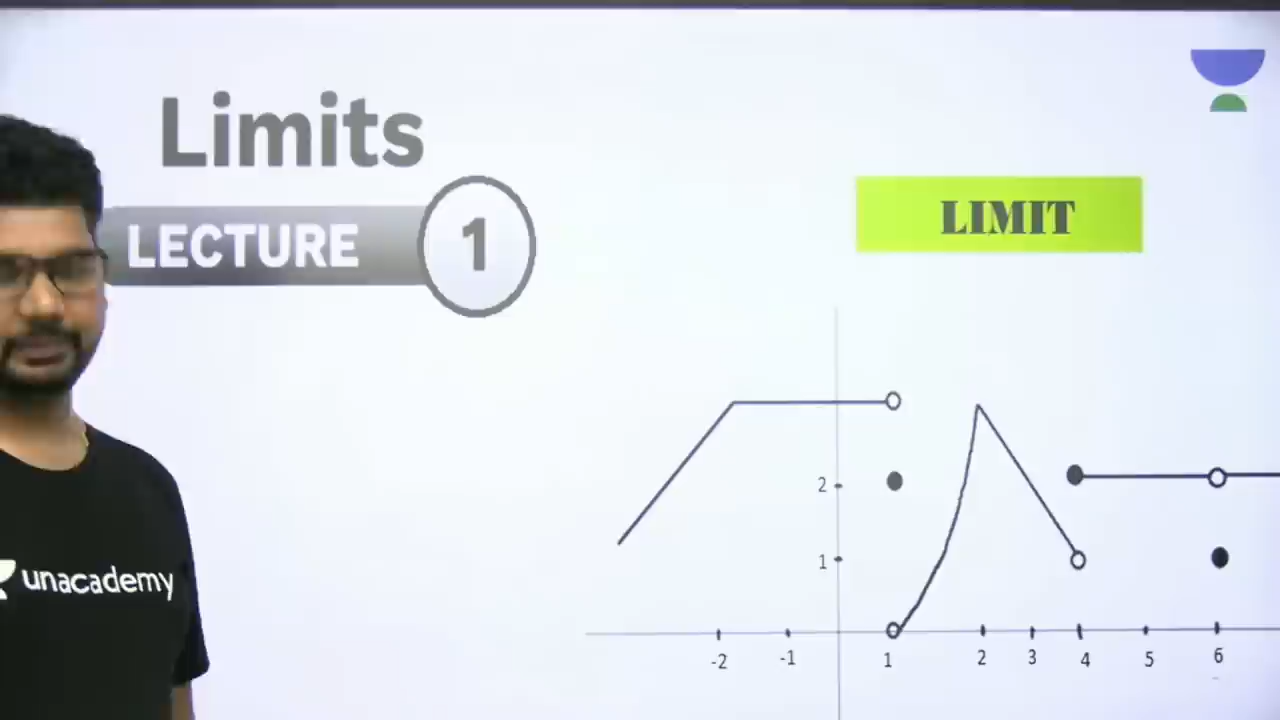 Limits
LECTURE 1
LIMIT
2
1
-2 -1 1 2 3 4 5 6
unacademy